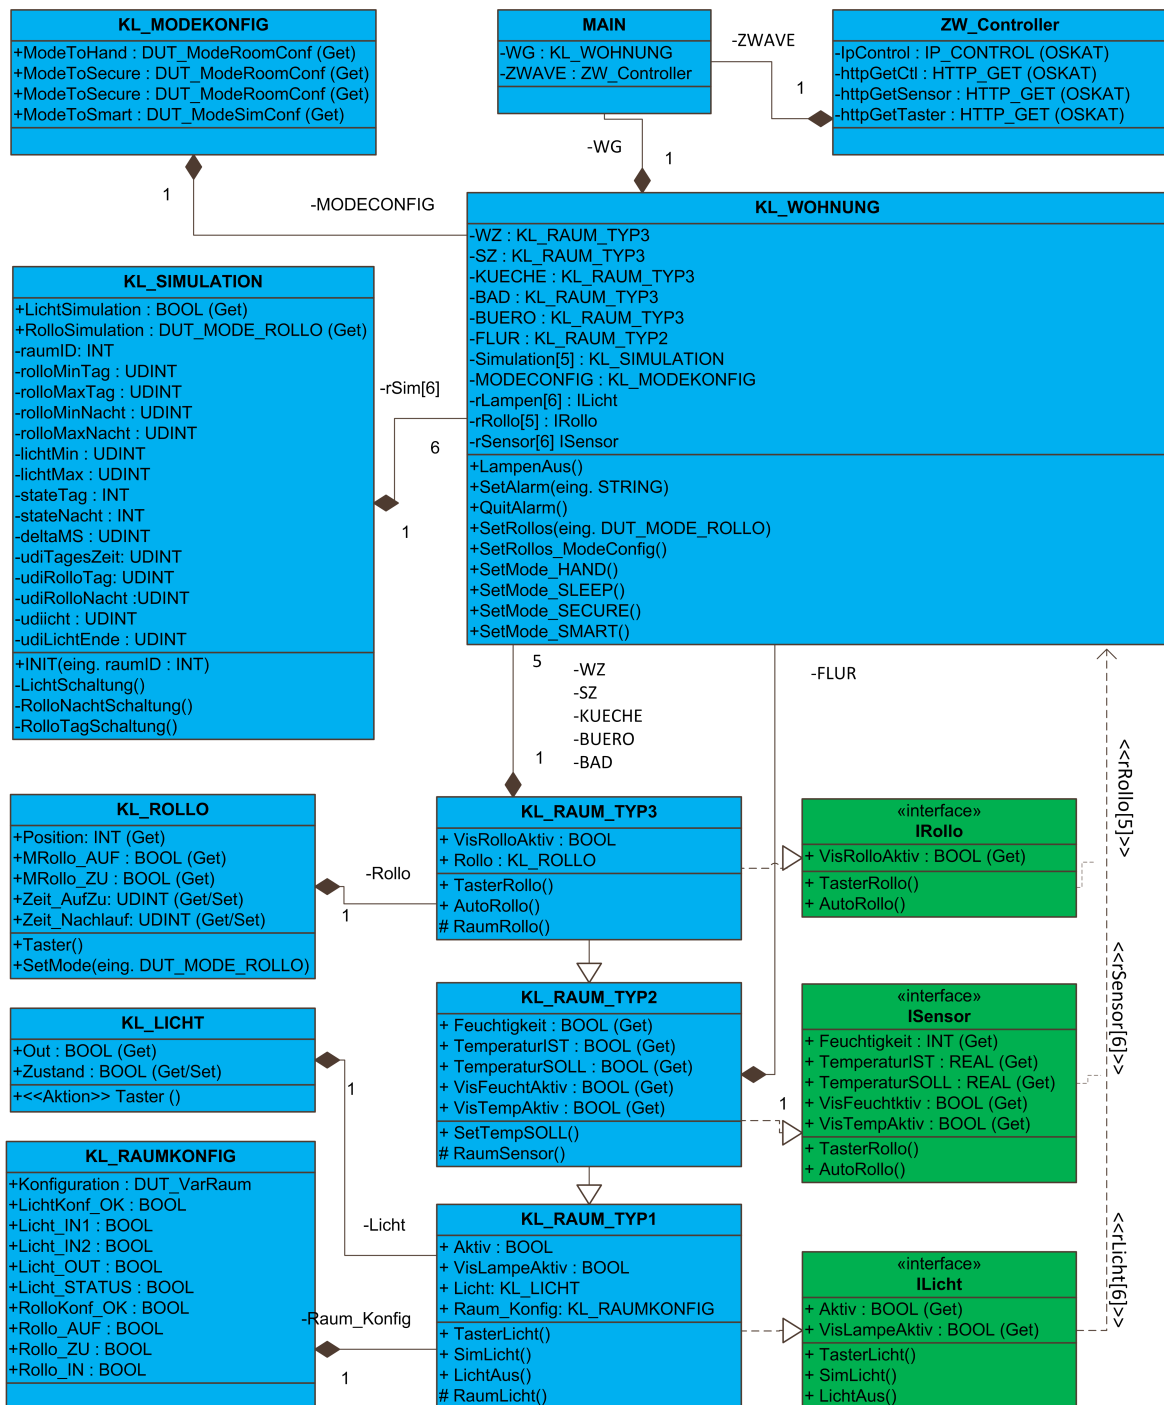 KL_MODEKONFIG
+ModeToHand : DUT_ModeRoomConf (Get)
+ModeToSecure : DUT_ModeRoomConf (Get)
+ModeToSecure : DUT_ModeRoomConf (Get)
+ModeToSmart : DUT_ModeSimConf (Get)
MAIN
-WG : KL_WOHNUNG
-ZWAVE : ZW_Controller
-ZWAVE
1
ZW_Controller
-IpControl : IP_CONTROL (OSKAT)
-httpGetCtl : HTTP_GET (OSKAT)
-httpGetSensor : HTTP_GET (OSKAT)
-httpGetTaster : HTTP_GET (OSKAT)
-WG
1
1
-MODECONFIG
KL_WOHNUNG
-WZ : KL_RAUM_TYP3
-SZ : KL_RAUM_TYP3
-KUECHE : KL_RAUM_TYP3
-BAD : KL_RAUM_TYP3
-BUERO : KL_RAUM_TYP3
-FLUR : KL_RAUM_TYP2
-Simulation[5] : KL_SIMULATION
-MODECONFIG : KL_MODEKONFIG
-rLampen[6] : ILicht
-rRollo[5] : IRollo
-rSensor[6] ISensor
+LampenAus()
+SetAlarm(eing. STRING)
+QuitAlarm()
+SetRollos(eing. DUT_MODE_ROLLO)
+SetRollos_ModeConfig()
+SetMode_HAND()
+SetMode_SLEEP()
+SetMode_SECURE()
+SetMode_SMART()
KL_SIMULATION
+LichtSimulation : BOOL (Get)
+RolloSimulation : DUT_MODE_ROLLO (Get)
-raumID: INT
-rolloMinTag : UDINT
-rolloMaxTag : UDINT
-rolloMinNacht : UDINT
-rolloMaxNacht : UDINT
-lichtMin : UDINT
-lichtMax : UDINT
-stateTag : INT
-stateNacht : INT
-deltaMS : UDINT
-udiTagesZeit: UDINT
-udiRolloTag: UDINT
-udiRolloNacht :UDINT
-udiicht : UDINT
-udiLichtEnde : UDINT
+INIT(eing. raumID : INT)
-LichtSchaltung()
-RolloNachtSchaltung()
-RolloTagSchaltung()
-rSim[6]
6
1
5
-WZ
-SZ
-KUECHE
-BUERO
-BAD
1
-FLUR
<<rRollo[5]>>
<<rSensor[6]>>
<<rLicht[6]>>
KL_ROLLO
+Position: INT (Get)
+MRollo_AUF : BOOL (Get)
+MRollo_ZU : BOOL (Get)
+Zeit_AufZu: UDINT (Get/Set)
+Zeit_Nachlauf: UDINT (Get/Set)
+Taster()
+SetMode(eing. DUT_MODE_ROLLO)
-Rollo
1
KL_RAUM_TYP3
+ VisRolloAktiv : BOOL
+ Rollo : KL_ROLLO
+ TasterRollo()
+ AutoRollo()
# RaumRollo()
«interface»
IRollo
+ VisRolloAktiv : BOOL (Get)
+ TasterRollo()
+ AutoRollo()
KL_LICHT
+Out : BOOL (Get)
+Zustand : BOOL (Get/Set)
+<<Aktion>> Taster ()
1
KL_RAUM_TYP2
+ Feuchtigkeit : BOOL (Get)
+ TemperaturIST : BOOL (Get)
+ TemperaturSOLL : BOOL (Get)
+ VisFeuchtAktiv : BOOL (Get)
+ VisTempAktiv : BOOL (Get)
+ SetTempSOLL()
# RaumSensor()
1
«interface»
ISensor
+ Feuchtigkeit : INT (Get)
+ TemperaturIST : REAL (Get)
+ TemperaturSOLL : REAL (Get)
+ VisFeuchtktiv : BOOL (Get)
+ VisTempAktiv : BOOL (Get)
+ TasterRollo()
+ AutoRollo()
KL_RAUMKONFIG
+Konfiguration : DUT_VarRaum
+LichtKonf_OK : BOOL
+Licht_IN1 : BOOL
+Licht_IN2 : BOOL
+Licht_OUT : BOOL
+Licht_STATUS : BOOL
+RolloKonf_OK : BOOL
+Rollo_AUF : BOOL
+Rollo_ZU : BOOL
+Rollo_IN : BOOL
-Licht
-Raum_Konfig
1
KL_RAUM_TYP1
+ Aktiv : BOOL
+ VisLampeAktiv : BOOL
+ Licht: KL_LICHT
+ Raum_Konfig: KL_RAUMKONFIG
+ TasterLicht()
+ SimLicht()
+ LichtAus()
# RaumLicht()
«interface»
ILicht
+ Aktiv : BOOL (Get)
+ VisLampeAktiv : BOOL (Get)
+ TasterLicht()
+ SimLicht()
+ LichtAus()